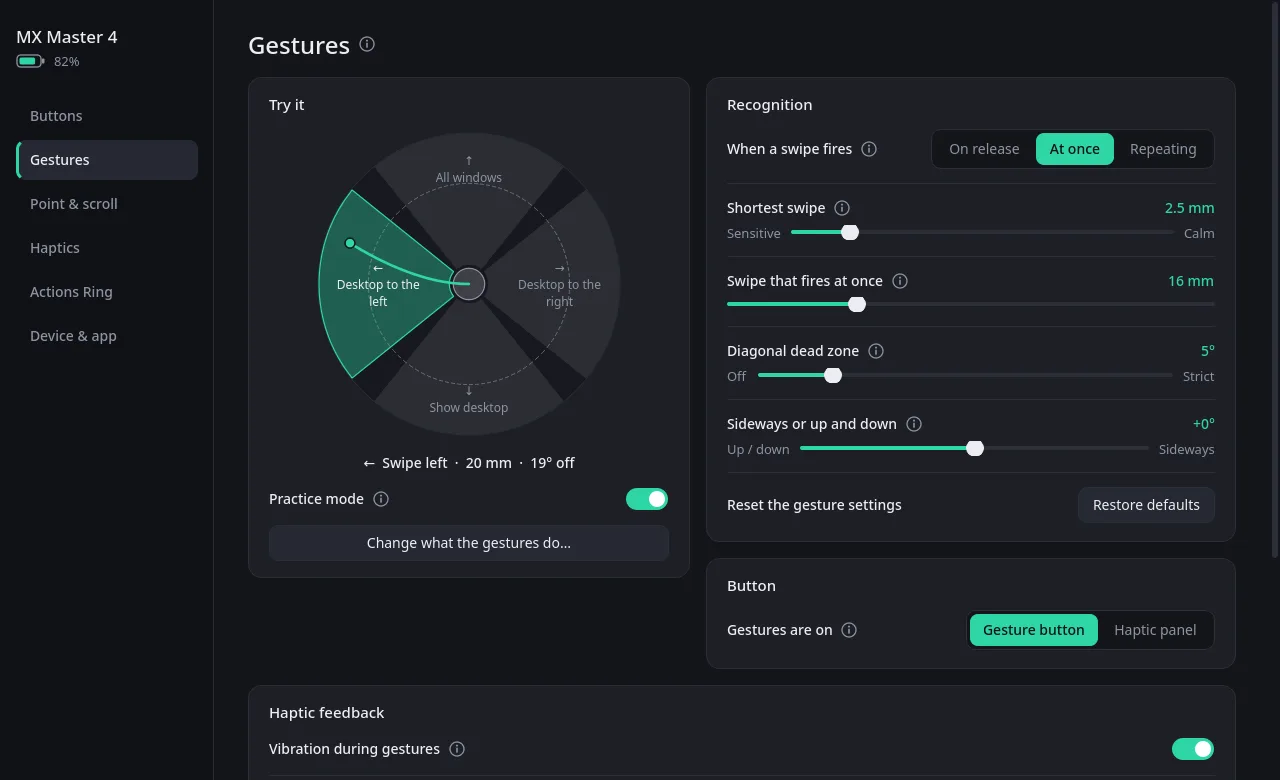 MX Master 4
82%
Buttons
Gestures
Point & scroll
Haptics
Actions Ring
Device & app
Gestures
Try it
↑
All windows
←
Desktop to the
left
→
Desktop to the
right
↓
Show desktop
← Swipe left · 20 mm · 19° off
Practice mode
Change what the gestures do...
Recognition
When a swipe fires
On release
At once
Repeating
Shortest swipe
2.5 mm
Sensitive
Calm
Swipe that fires at once
16 mm
Diagonal dead zone
5°
Off
Strict
Sideways or up and down
+0°
Up / down
Sideways
Reset the gesture settings
Restore defaults
Button
Gestures are on
Gesture button
Haptic panel
Haptic feedback
Vibration during gestures